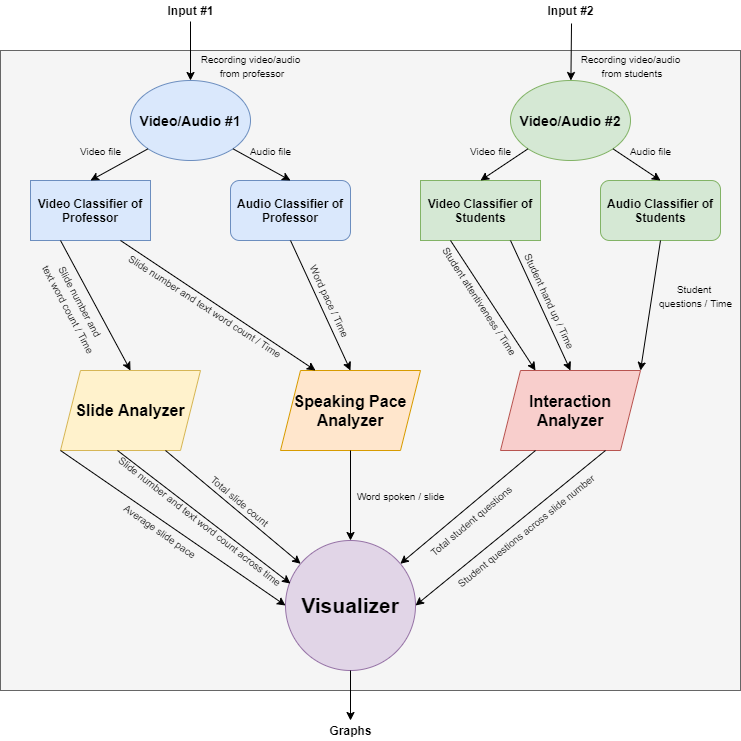 Input #1
Input #2
Recording video/audio
from professor
Recording video/audio
from students
Video/Audio #1
Video/Audio #2
Video file
Audio file
Video file
Audio file
Video Classifier of
Professor
Audio Classifier of
Professor
Video Classifier of
Students
Audio Classifier of
Students
Slide number and
text word count / Time
Slide number and text word count / Time
Word pace / Time
Student attentiveness / Time
Student hand up / Time
Student
questions / Time
Slide Analyzer
Speaking Pace
Analyzer
Interaction
Analyzer
Average slide pace
Slide number and text word count across time
Total slide count
Word spoken / slide
Total student questions
Student questions across slide number
Visualizer
Graphs